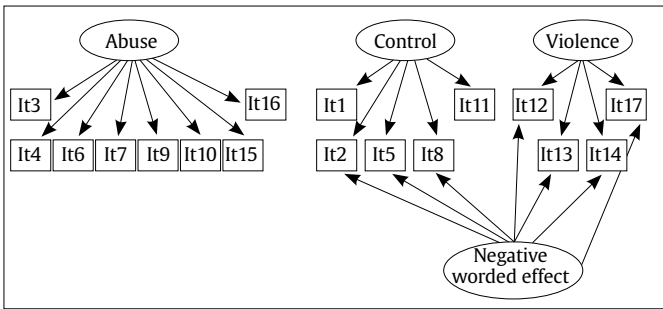 Abuse
Control
Violence
It3
It16
It1
It11
It12
It17
It4
It6
It7
It9
It10
It15
It2
It5
It8
It13
It14
Negative
worded effect